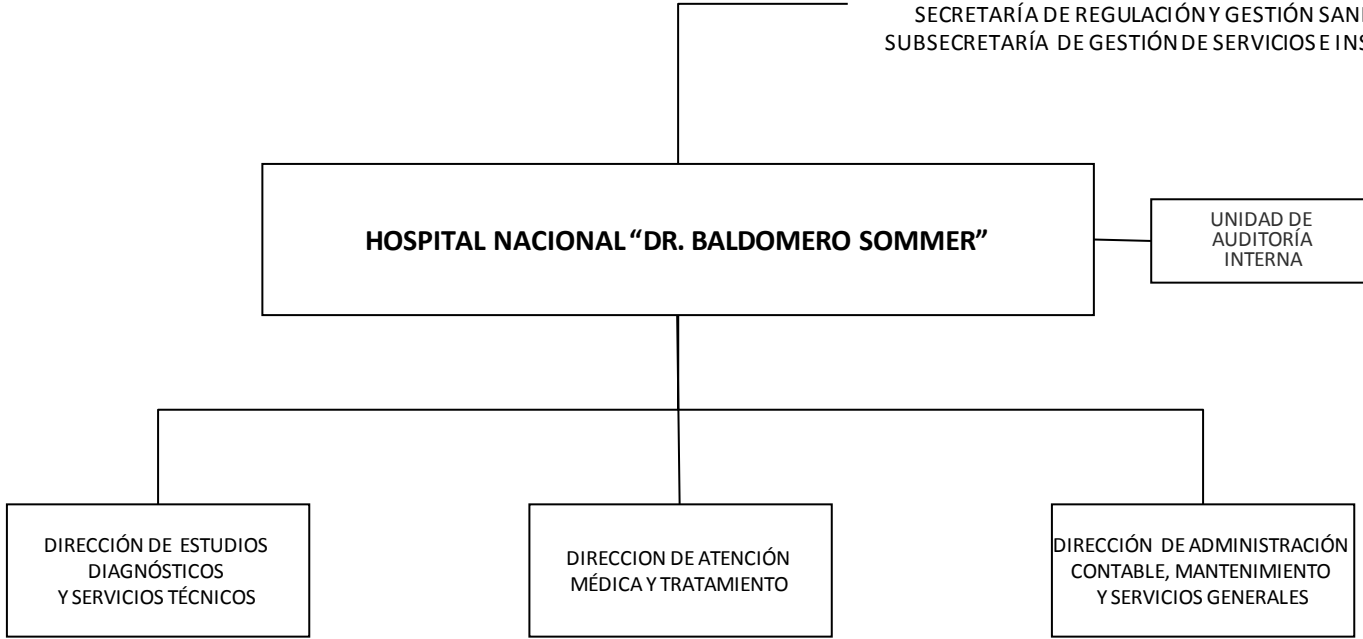 SECRETARÍA DE REGULACIÓN Y GESTIÓN
SUBSECRETARÍA DE GESTIÓN DE SERVICIOS E
HOSPITAL NACIONAL “DR. BALDOMERO SOMMER”
UNIDAD DE
AUDITORÍA
INTERNA
DIRECCIÓN DE ESTUDIOS
DIAGNÓSTICOS
Y SERVICIOS TÉCNICOS
DIRECCION DE ATENCIÓN
MÉDICA Y TRATAMIENTO
DIRECCIÓN DE ADMINISTRACIÓN
CONTABLE, MANTENIMIENTO
Y SERVICIOS GENERALES